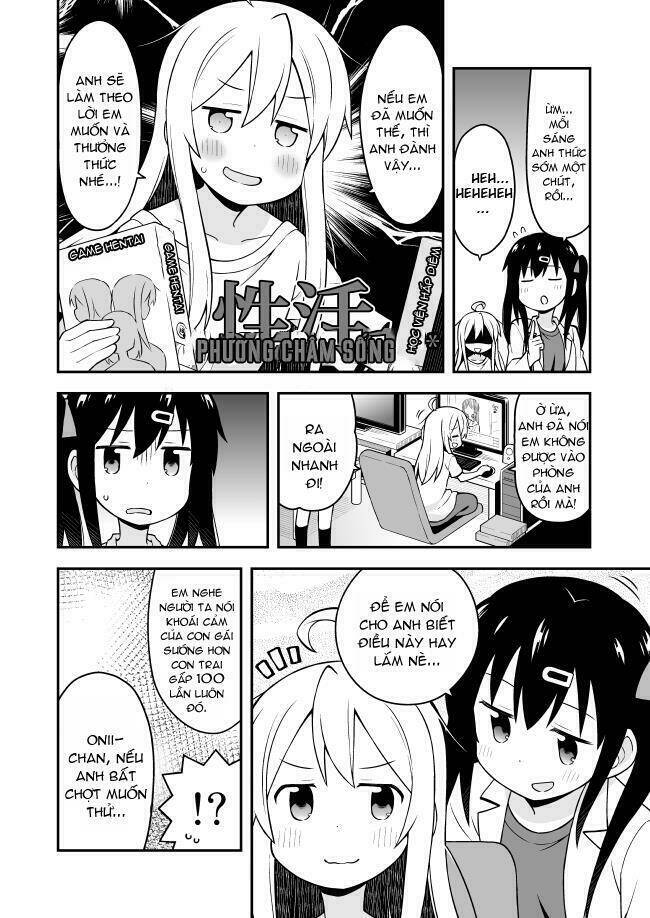 ỪM...
MỖI
SÁNG
ANH THỨC
SỚM MỘT
CHÚT,
RỒI...
HEH...
HEHEHEH
...
NẾU EM
ĐÃ MUỐN
THẾ, THÌ
ANH ĐÀNH
VẬY...
ANH SẼ
LÀM THEO
LỜI EM
MUỐN VÀ
THƯỞNG
THỨC
NHÉ...!
GAME HENTAI
GAME HENTAI
HỌC VIỆN HẤP DIÊM
性活
PHƯƠNG CHÂM SỐNG
*
Ờ ỪA,
ANH ĐÃ NÓI
EM KHÔNG
ĐƯỢC VÀO
PHÒNG
CỦA ANH
RỒI MÀ!
RA
NGOÀI
NHANH
ĐI!
ĐỂ EM NÓI
CHO ANH BIẾT
ĐIỀU NÀY HAY
LẮM NÈ...
EM NGHE
NGƯỜI TA NÓI
KHOÁI CẢM
CỦA CON GÁI
SƯỚNG HƠN
CON TRAI
GẤP 100
LẦN LUÔN
ĐÓ.
ONII-
CHAN, NẾU
ANH BẤT
CHỢT MUỐN
THỬ...
!?